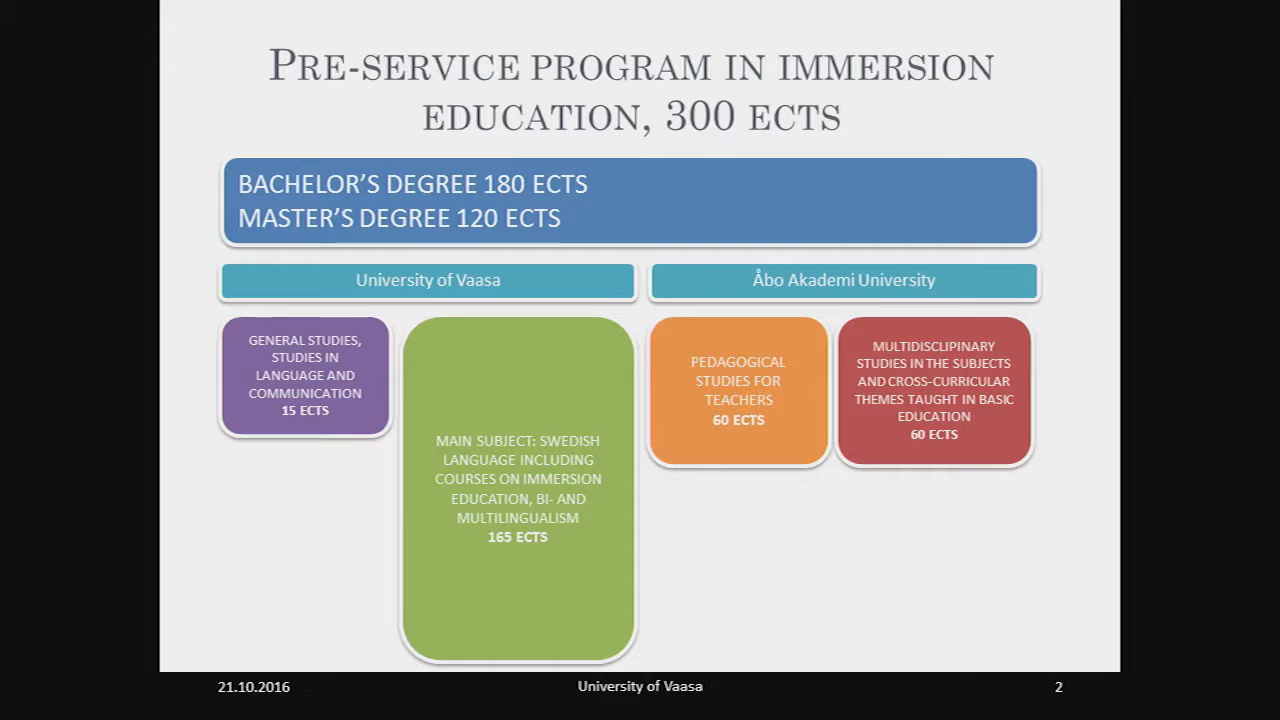 PRE-SERVICE PROGRAM IN IMMERSION
EDUCATION, 300 ECTS
BACHELOR'S DEGREE 180 ECTS
MASTER'S DEGREE 120 ECTS
University of Vaasa
Åbo Akademi University
GENERAL STUDIES,
STUDIES IN
LANGUAGE AND
COMMUNICATION
15 ECTS
MAIN SUBJECT: SWEDISH
LANGUAGE INCLUDING
COURSES ON IMMERSION
EDUCATION, BI- AND
MULTILINGUALISM
165 ECTS
PEDAGOGICAL
STUDIES FOR
TEACHERS
60 ECTS
MULTIDISCLIPINARY
STUDIES IN THE SUBJECTS
AND CROSS-CURRICULAR
THEMES TAUGHT IN BASIC
EDUCATION
60 ECTS
21.10.2016
University of Vaasa
2